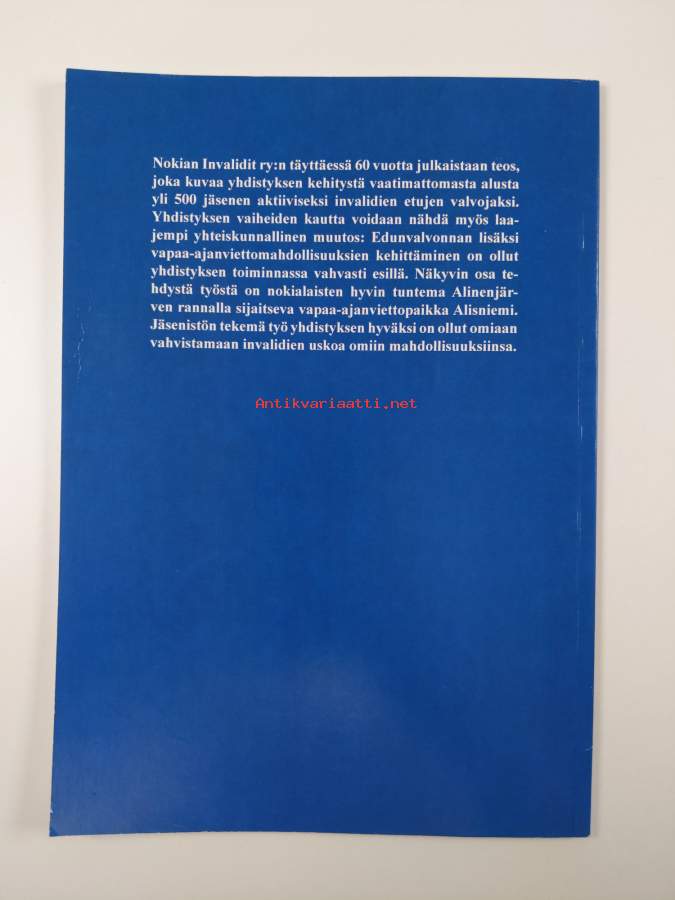 Nokian Invalidit ry:n täyttäessä 60 vuotta julkaistaan teos,
joka kuvaa yhdistyksen kehitystä vaatimattomasta alusta
yli 500 jäsenen aktiiviseksi invalidien etujen valvojaksi.
Yhdistyksen vaiheiden kautta voidaan nähdä myös laa-
jempi yhteiskunnallinen muutos: Edunvalvonnan lisäksi
vapaa-ajanviettomahdollisuuksien kehittäminen on ollut
yhdistyksen toiminnassa vahvasti esillä. Näkyvin osa te-
hdystä työstä on nokialaisten hyvin tuntema Alinenjär-
ven rannalla sijaitseva vapaa-ajanviettopaikka Alisniemi.
Jäsenistön tekemä työ yhdistyksen hyväksi on ollut omiaan
vahvistamaan invalidien uskoa omiin mahdollisuuksiinsa.
Antikvariaatti.net